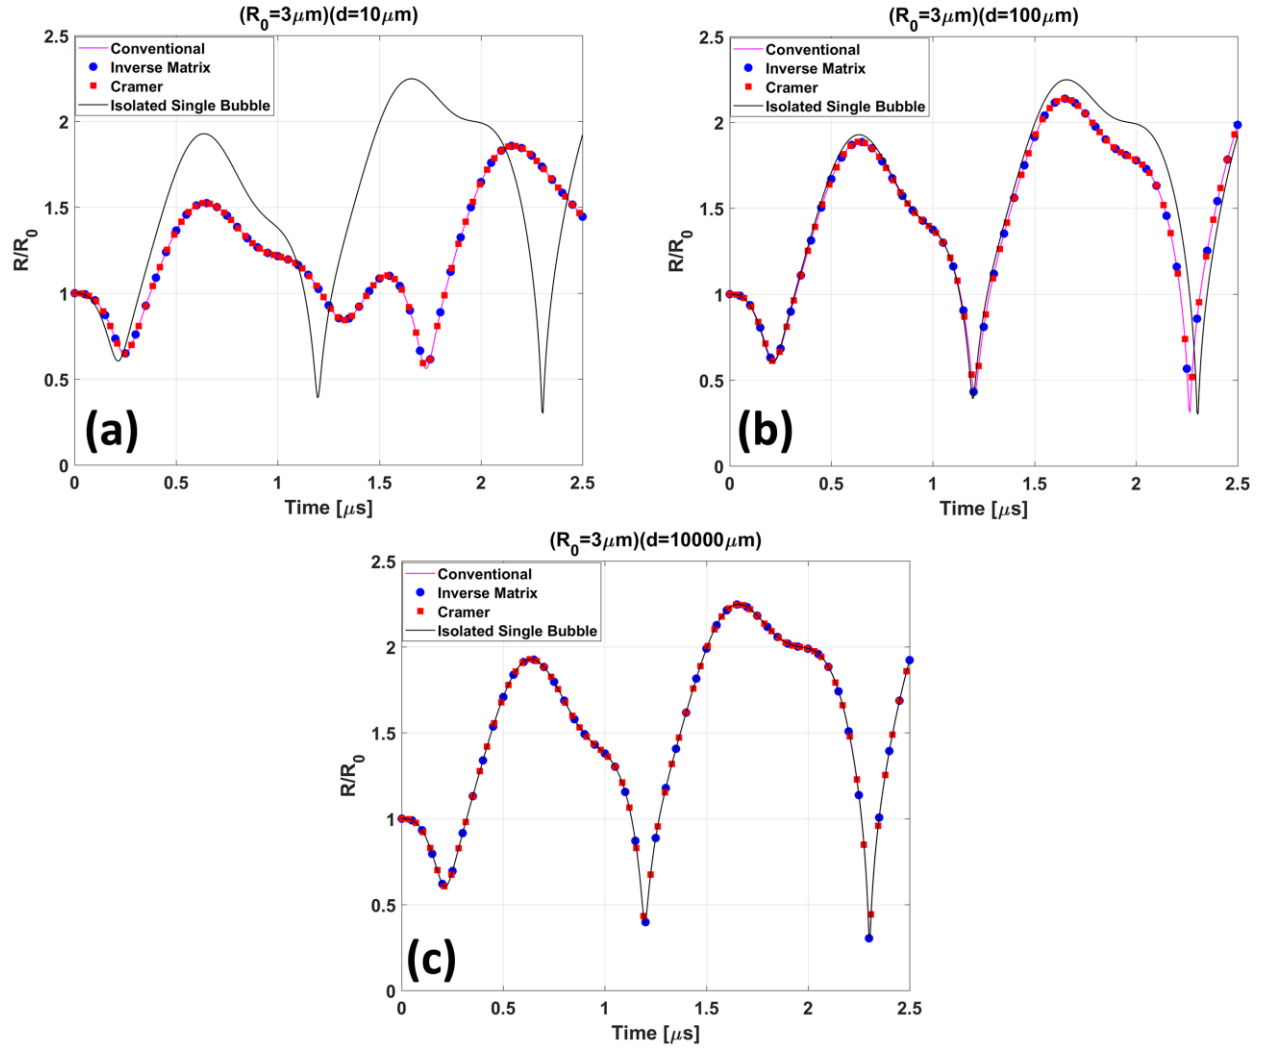 (R0=3μm)(d=10μm)
Conventional
Inverse Matrix
Cramer
Isolated Single Bubble
R/R0
2.5
2
1.5
1
0.5
0
(a)
0 0.5 1 1.5 2 2.5
Time [μs]
(R0=3μm)(d=100μm)
Conventional
Inverse Matrix
Cramer
Isolated Single Bubble
R/R0
2.5
2
1.5
1
0.5
0
(b)
0 0.5 1 1.5 2 2.5
Time [μs]
(R0=3μm)(d=10000μm)
Conventional
Inverse Matrix
Cramer
Isolated Single Bubble
R/R0
2.5
2
1.5
1
0.5
0
(c)
0 0.5 1 1.5 2 2.5
Time [μs]